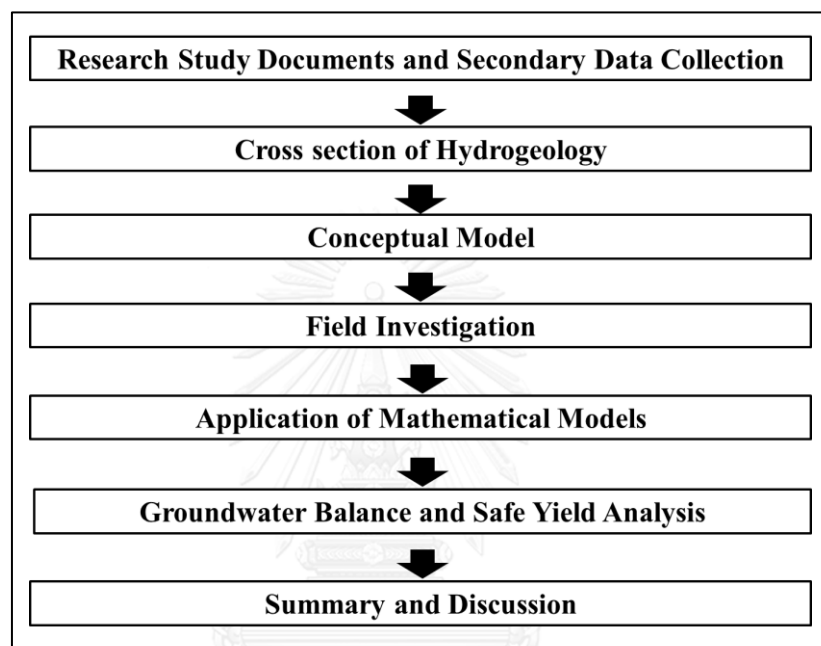 Research Study Documents and Secondary Data Collection
Cross section of Hydrogeology
Conceptual Model
Field Investigation
Application of Mathematical Models
Groundwater Balance and Safe Yield Analysis
Summary and Discussion